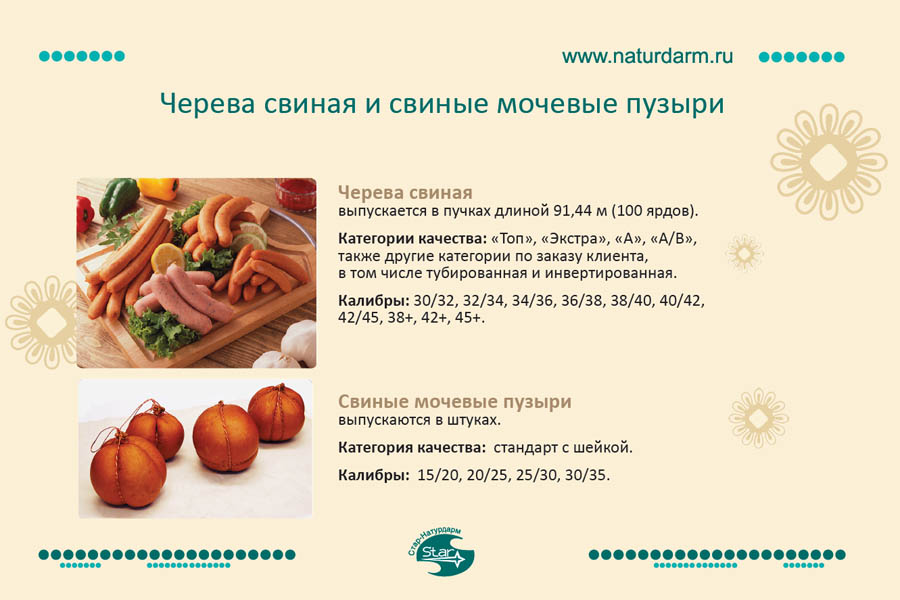 www.naturdarm.ru
Черева свиная и свиные мочевые пузыри
Черева свиная
выпускается в пучках длиной 91,44 м (100 ярдов).
Категории качества: «Топ», «Экстра», «А», «А/В»,
также другие категории по заказу клиента,
в том числе тубированная и инвертированная.
Калибры: 30/32, 32/34, 34/36, 36/38, 38/40, 40/42,
42/45, 38+, 42+, 45+.
Свиные мочевые пузыри
выпускаются в штуках.
Категория качества: стандарт с шейкой.
Калибры: 15/20, 20/25, 25/30, 30/35.
Стар-Натурдарм
Star